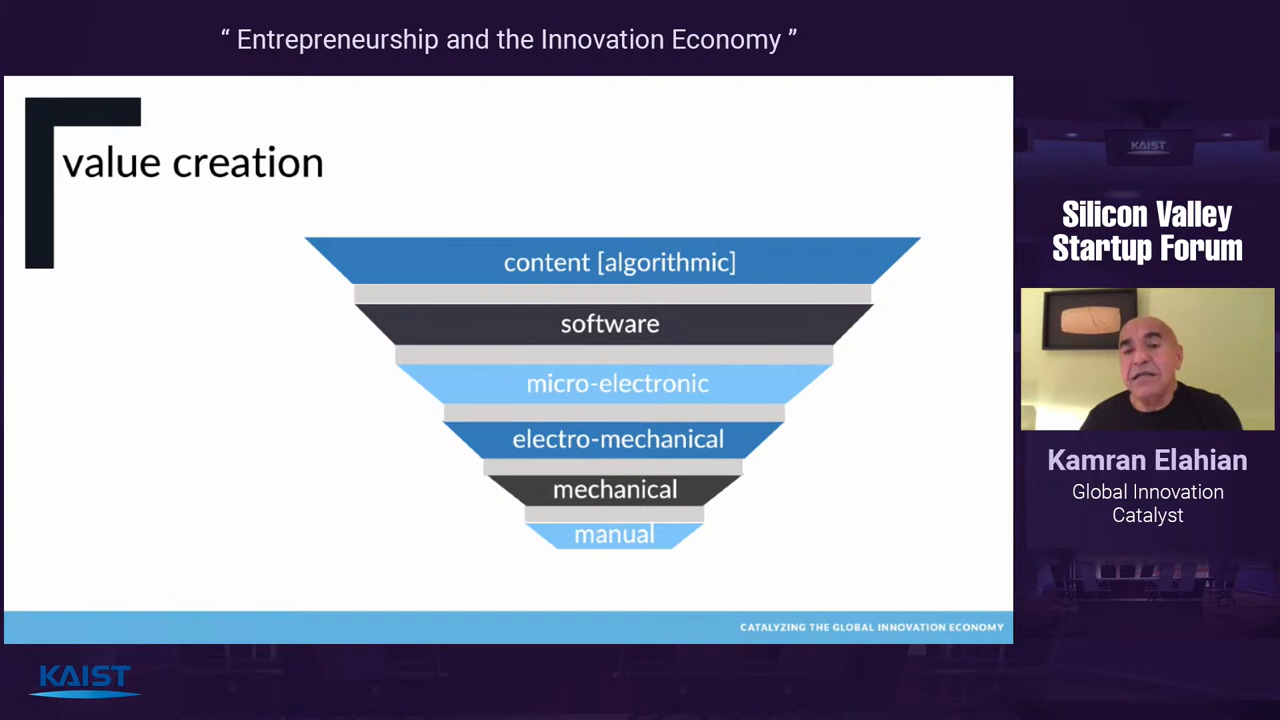 “ Entrepreneurship and the Innovation Economy ”
value creation
content [algorithmic]
software
micro-electronic
electro-mechanical
mechanical
manual
CATALYZING THE GLOBAL INNOVATION ECONOMY
KAIST
Silicon Valley
Startup Forum
Kamran Elahian
Global Innovation
Catalyst
KAIST